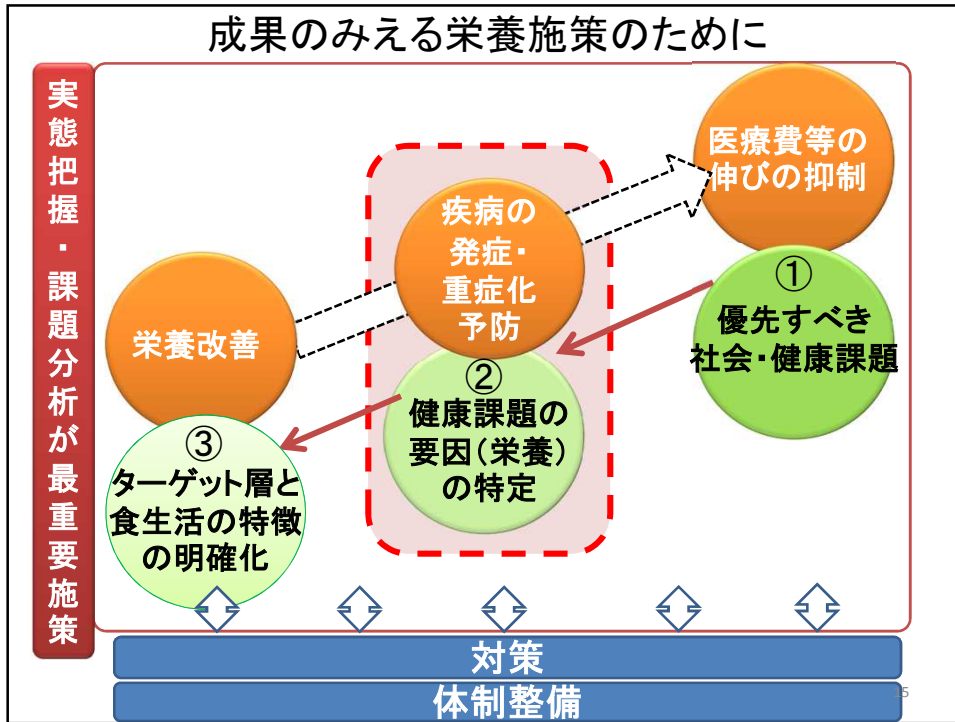 成果のみえる栄養施策のために
実態把握・課題分析が最重要施策
医療費等の
伸びの抑制
疾病の
発症・
重症化
予防
栄養改善
①
優先すべき
社会・健康課題
②
健康課題の
要因（栄養）
の特定
③
ターゲット層と
食生活の特徴
の明確化
対策
体制整備
15